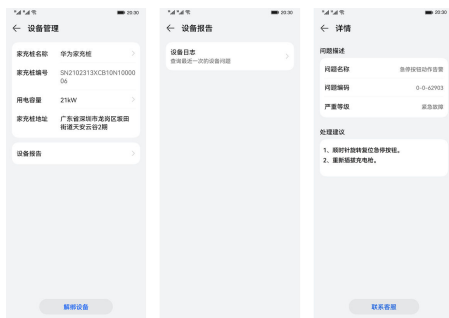 20:30
← 设备管理
家充桩名称 华为家充桩 >
家充桩编号 SN2102313XCB10N10000
06
用电容量 21kW >
家充桩地址 广东省深圳市龙岗区坂田
街道天安云谷2期
设备报告 >
解绑设备
20:30
← 设备报告
设备日志 >
查询最近一次的设备问题
20:30
← 详情
问题描述
问题名称 急停按钮动作告警
问题编码 0-0-62903
严重等级 紧急故障
处理建议
1、顺时针旋转复位急停按钮。
2、重新插拔充电枪。
联系客服